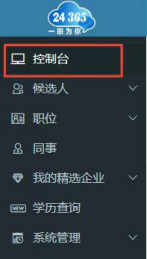 24 365
一职为你
控制台
候选人
职位
同事
我的精选企业
NEW 学历查询
系统管理